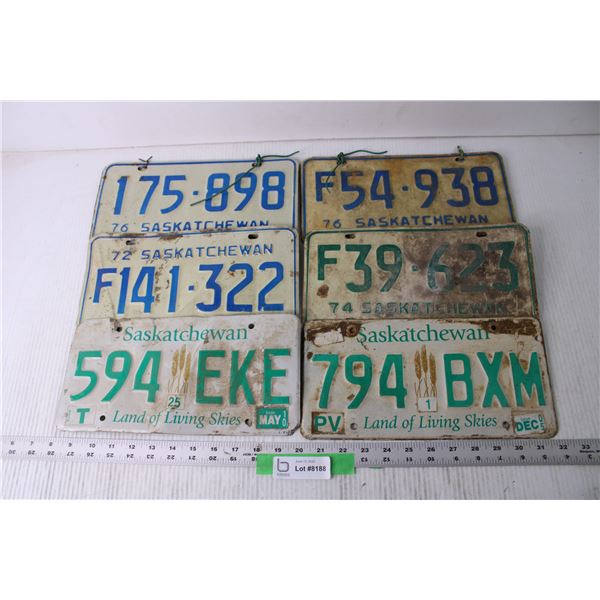 175·898
76 SASKATCHEWAN
F54·938
76 SASKATCHEWAN
72 SASKATCHEWAN
F141·322
F39·623
74 SASKATCHEWAN
Saskatchewan
594 EKE
25
T
MAY 10
Land of Living Skies
Saskatchewan
794 BXM
1
PV
DEC
Land of Living Skies
Lot #8188